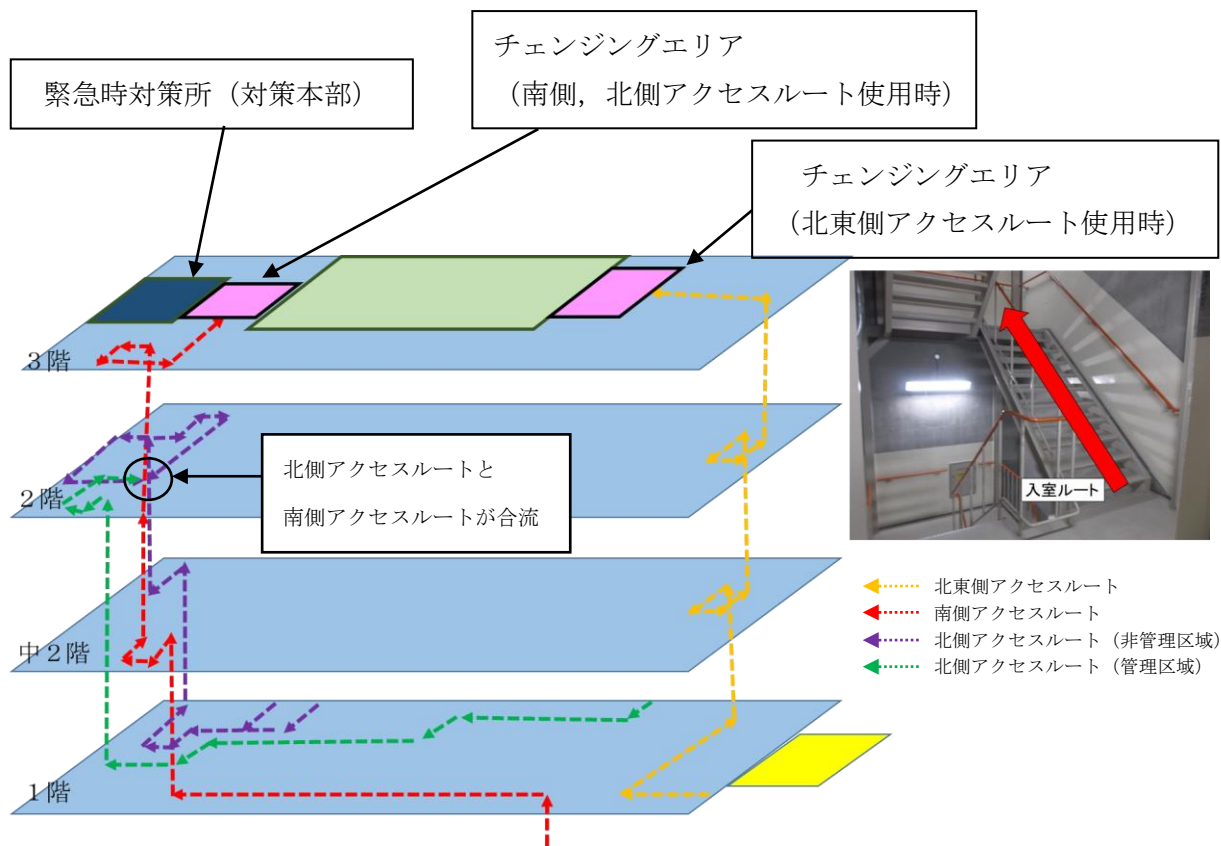 チェンジングエリア
（南側，北側アクセスルート使用時）
緊急時対策所（対策本部）
チェンジングエリア
（北東側アクセスルート使用時）
３階
２階
北側アクセスルートと
南側アクセスルートが合流
入室ルート
中２階
１階
北東側アクセスルート
南側アクセスルート
北側アクセスルート（非管理区域）
北側アクセスルート（管理区域）